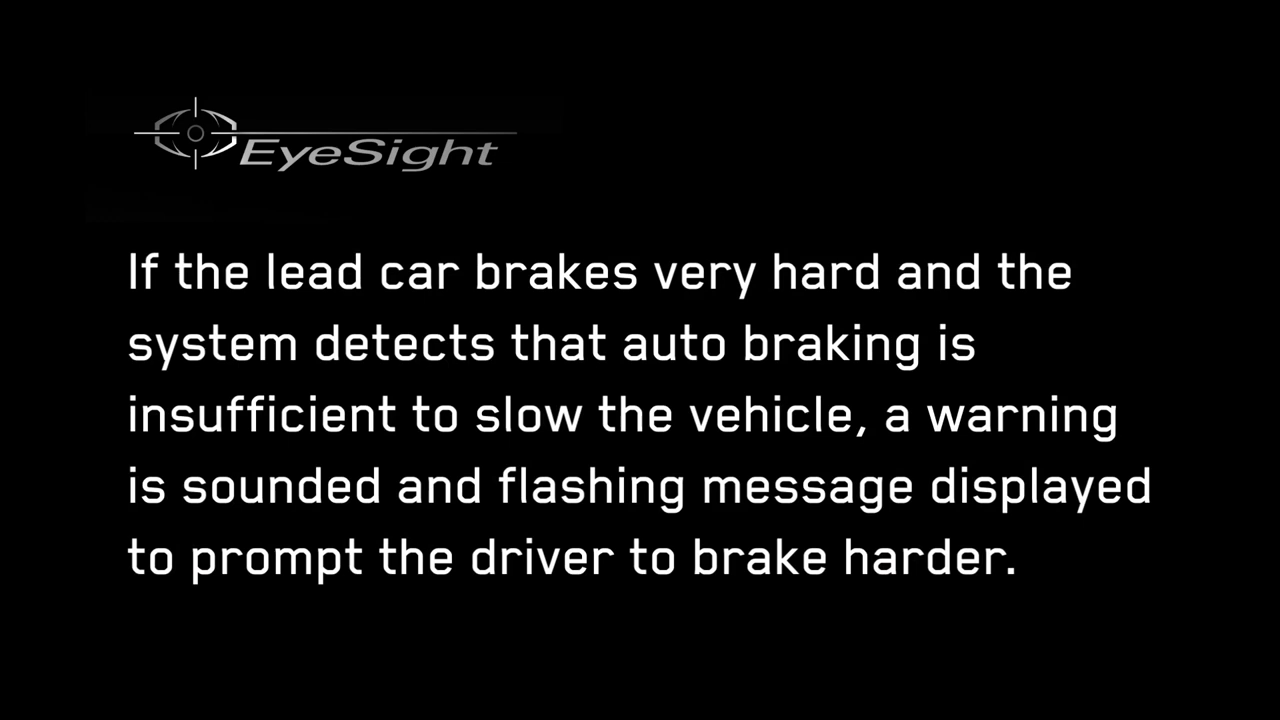 EyeSight
If the lead car brakes very hard and the
system detects that auto braking is
insufficient to slow the vehicle, a warning
is sounded and flashing message displayed
to prompt the driver to brake harder.